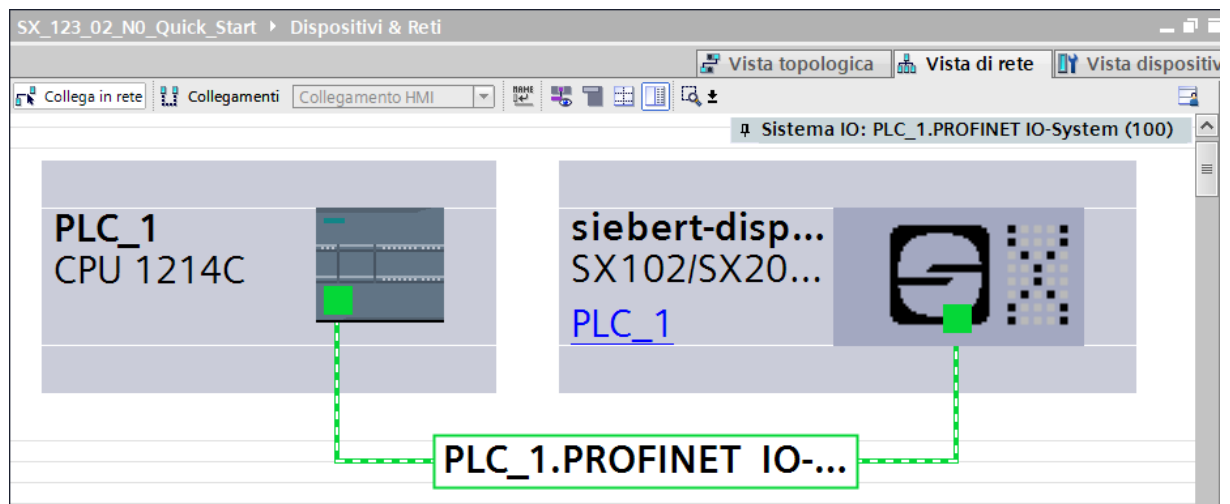 SX_123_02_N0_Quick_Start ▸ Dispositivi & Reti
Vista topologica Vista di rete Vista dispositiv
Collega in rete Collegamenti Collegamento HMI
Sistema IO: PLC_1.PROFINET IO-System (100)
PLC_1
CPU 1214C
siebert-disp...
SX102/SX20...
PLC_1
PLC_1.PROFINET IO-...